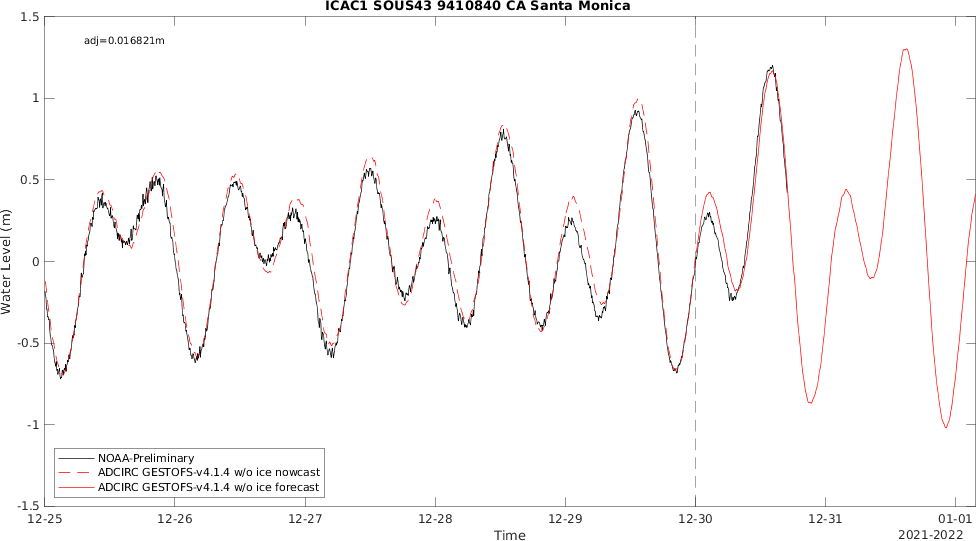 ICAC1 SOUS43 9410840 CA Santa Monica
adj=0.016821m
Water Level (m)
1.5
1
0.5
0
-0.5
-1
-1.5
NOAA-Preliminary
ADCIRC GESTOFS-v4.1.4 w/o ice nowcast
ADCIRC GESTOFS-v4.1.4 w/o ice forecast
12-25 12-26 12-27 12-28 12-29 12-30 12-31 01-01
Time
2021-2022